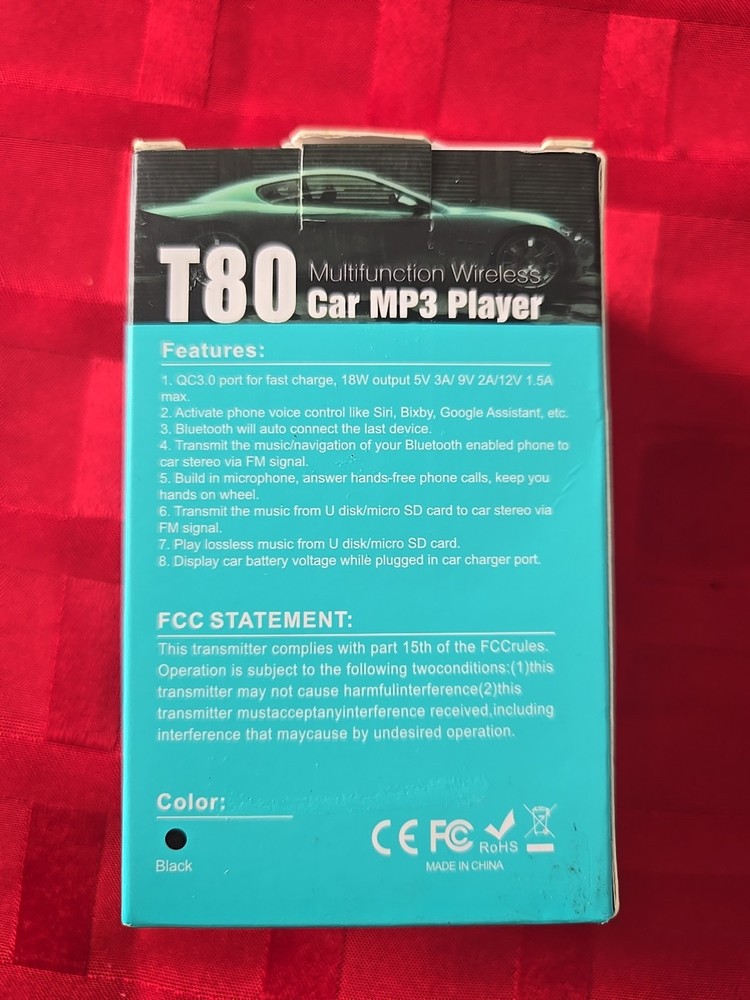 T80 Multifunction Wireless
Car MP3 Player
Features:
1. QC3.0 port for fast charge, 18W output 5V 3A/ 9V 2A/12V 1.5A
max.
2. Activate phone voice control like Siri, Bixby, Google Assistant, etc.
3. Bluetooth will auto connect the last device.
4. Transmit the music/navigation of your Bluetooth enabled phone to
car stereo via FM signal.
5. Build in microphone, answer hands-free phone calls, keep you
hands on wheel.
6. Transmit the music from U disk/micro SD card to car stereo via
FM signal.
7. Play lossless music from U disk/micro SD card.
8. Display car battery voltage while plugged in car charger port.
FCC STATEMENT:
This transmitter complies with part 15th of the FCCrules.
Operation is subject to the following twoconditions:(1)this
transmitter may not cause harmfulinterference(2)this
transmitter mustacceptanyinterference received,including
interference that maycause by undesired operation.
Color:
Black
CE FC RoHS
MADE IN CHINA